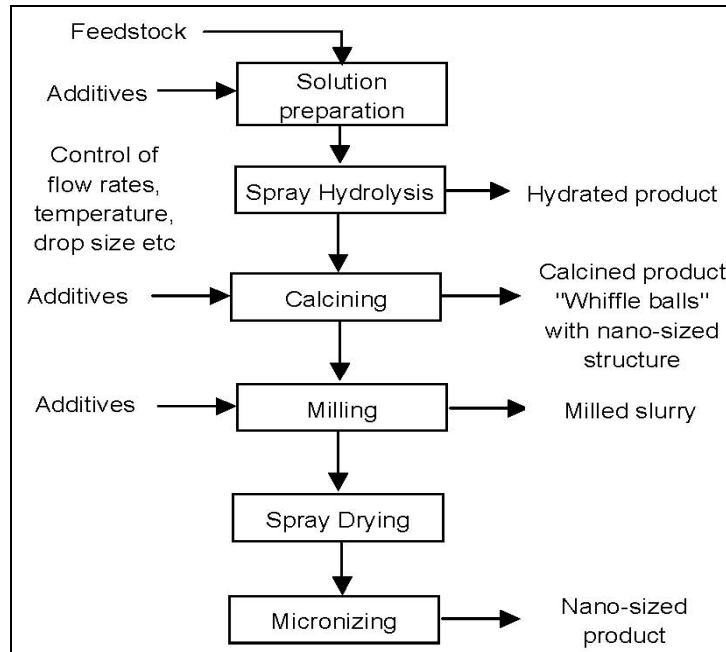 Feedstock
Additives
Solution
preparation
Control of
flow rates,
temperature,
drop size etc
Spray Hydrolysis
Hydrated product
Additives
Calcining
Calcined product
"Whiffle balls"
with nano-sized
structure
Additives
Milling
Milled slurry
Spray Drying
Micronizing
Nano-sized
product